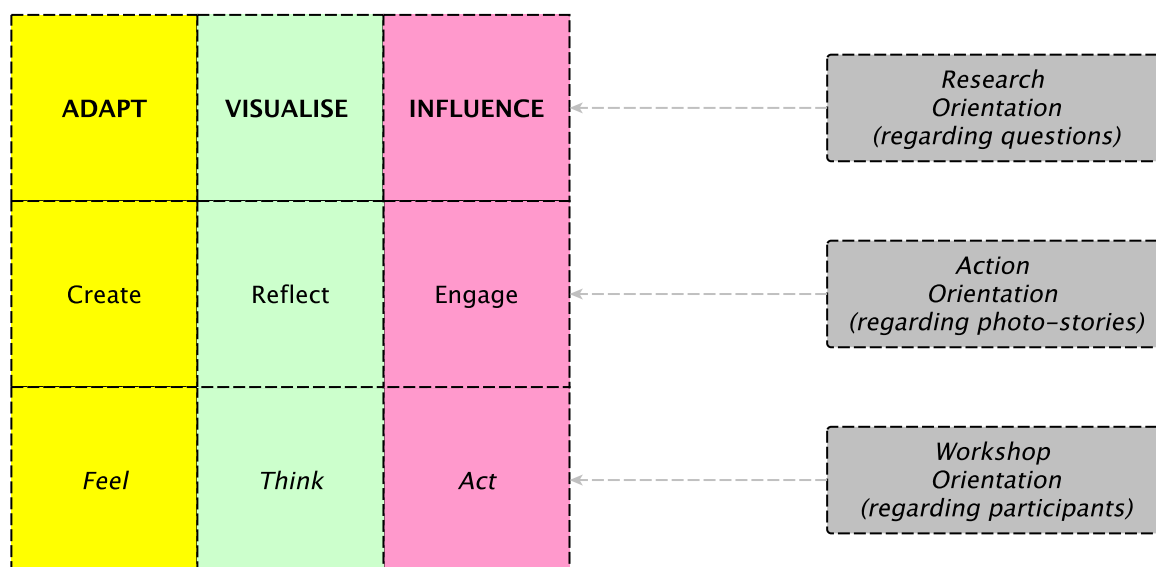 ADAPT VISUALISE INFLUENCE
Research
Orientation
(regarding questions)
Create Reflect Engage
Action
Orientation
(regarding photo-stories)
Feel Think Act
Workshop
Orientation
(regarding participants)